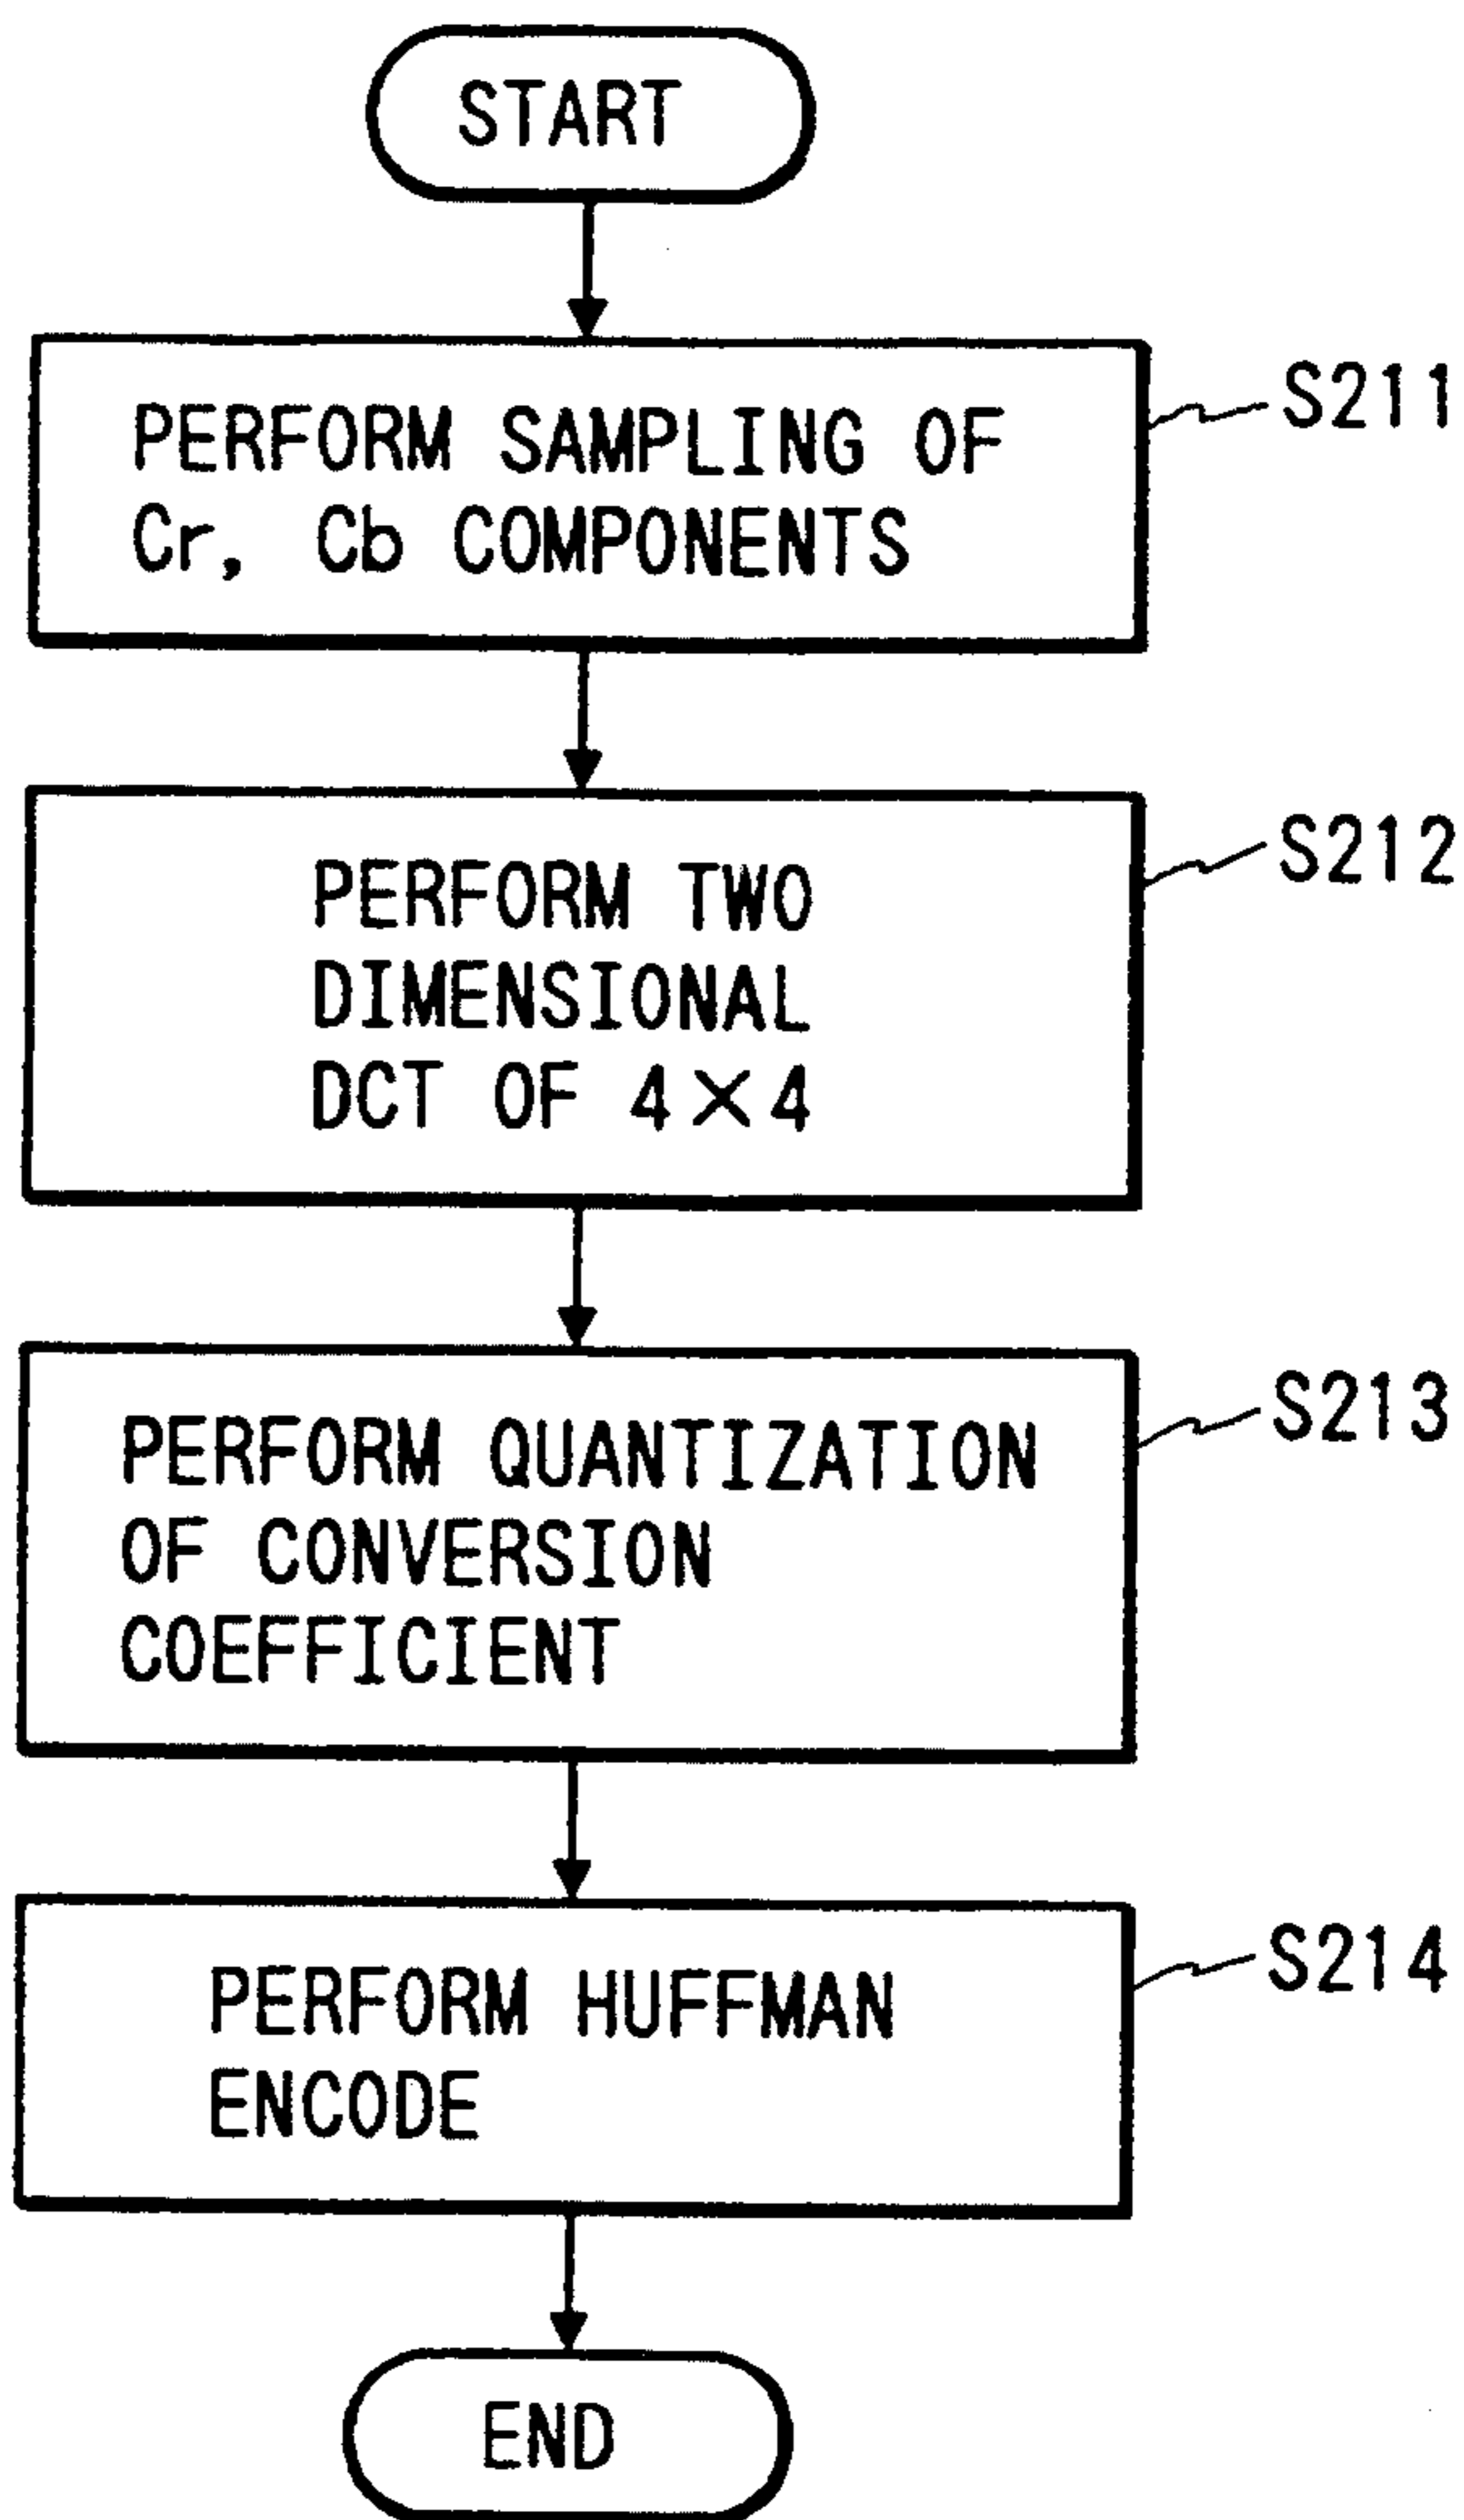 START
PERFORM SAMPLING OF
Cr, Cb COMPONENTS
S211
PERFORM TWO
DIMENSIONAL
DCT OF 4×4
S212
PERFORM QUANTIZATION
OF CONVERSION
COEFFICIENT
S213
PERFORM HUFFMAN
ENCODE
S214
END